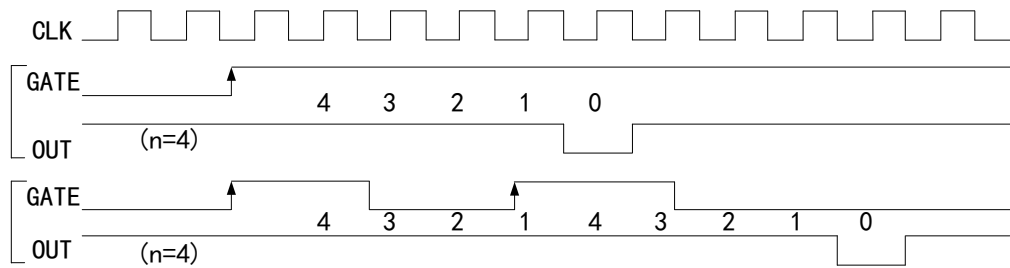 CLK
GATE
4 3 2 1 0
(n=4)
OUT
GATE
4 3 2 1 4 3 2 1 0
(n=4)
OUT